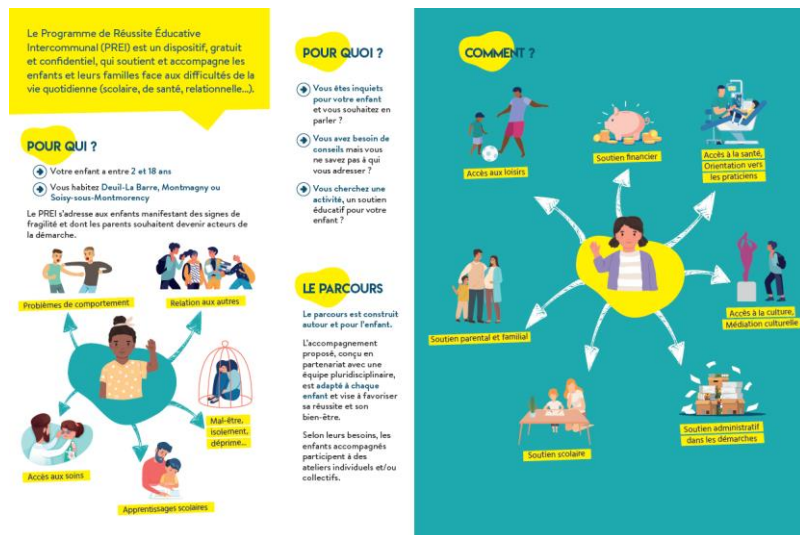 Le Programme de Réussite Éducative
Intercommunal (PREI) est un dispositif, gratuit
et confidentiel, qui soutient et accompagne les
enfants et leurs familles face aux difficultés de la
vie quotidienne (scolaire, de santé, relationnelle...).
POUR QUI ?
Votre enfant a entre 2 et 18 ans
Vous habitez Deuil-La Barre, Montmagny ou
Soisy-sous-Montmorency
Le PREI s'adresse aux enfants manifestant des signes de
fragilité et dont les parents souhaitent devenir acteurs de
la démarche.
Problèmes de comportement
Relation aux autres
Mal-être,
isolement,
déprime...
Accès aux soins
Apprentissages scolaires
POUR QUOI ?
Vous êtes inquiets
pour votre enfant
et vous souhaitez en
parler ?
Vous avez besoin de
conseils mais vous
ne savez pas à qui
vous adresser ?
Vous cherchez une
activité, un soutien
éducatif pour votre
enfant ?
LE PARCOURS
Le parcours est construit
autour et pour l'enfant.
L'accompagnement
proposé, conçu en
partenariat avec une
équipe pluridisciplinaire,
est adapté à chaque
enfant et vise à favoriser
sa réussite et son
bien-être.
Selon leurs besoins, les
enfants accompagnés
participent à des
ateliers individuels et/ou
collectifs.
COMMENT ?
Accès aux loisirs
Soutien financier
Accès à la santé,
Orientation vers
les praticiens
Soutien parental et familial
Accès à la culture,
Médiation culturelle
Soutien scolaire
Soutien administratif
dans les démarches